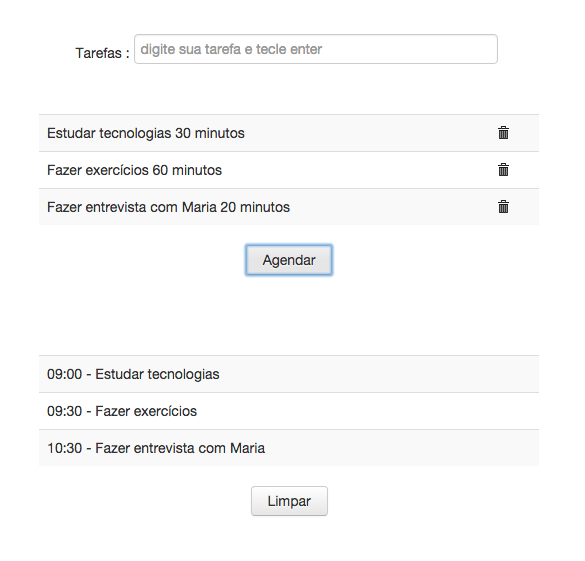 Tarefas : digite sua tarefa e tecle enter
Estudar tecnologias 30 minutos
Fazer exercícios 60 minutos
Fazer entrevista com Maria 20 minutos
Agendar
09:00 - Estudar tecnologias
09:30 - Fazer exercícios
10:30 - Fazer entrevista com Maria
Limpar